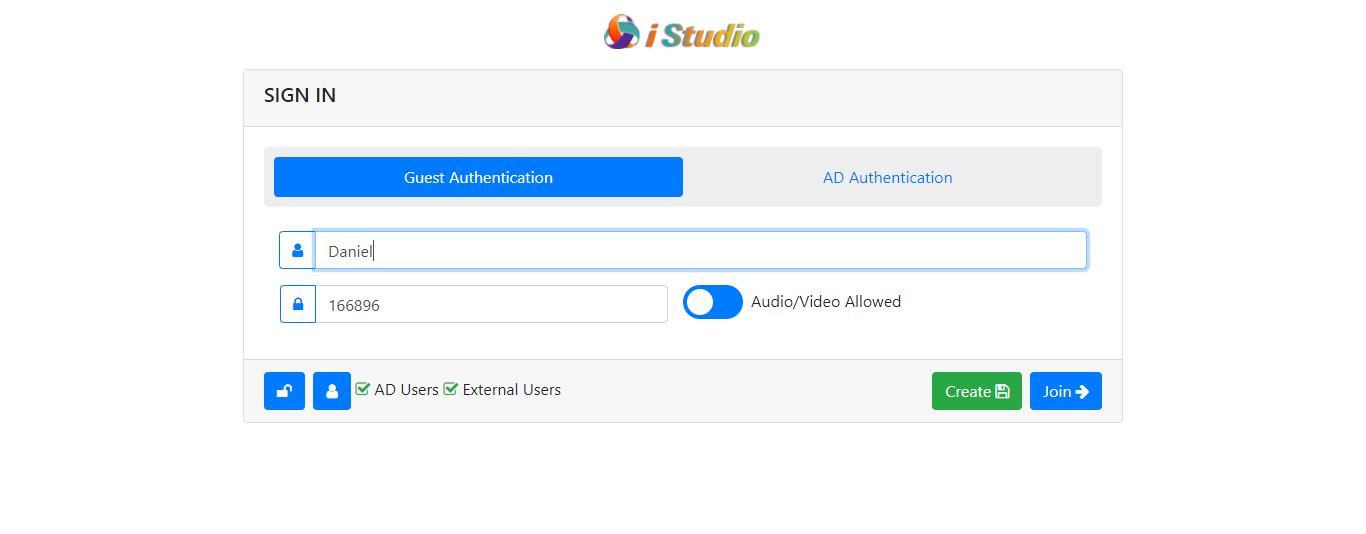 i Studio
SIGN IN
Guest Authentication
AD Authentication
Daniel
166896
Audio/Video Allowed
AD Users External Users
Create
Join